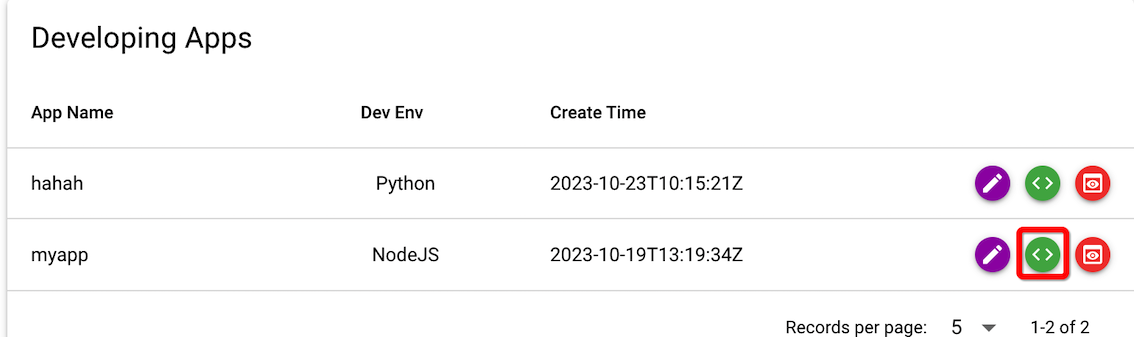 Developing Apps
App Name Dev Env Create Time
hahah Python 2023-10-23T10:15:21Z
myapp NodeJS 2023-10-19T13:19:34Z
Records per page: 5 1-2 of 2